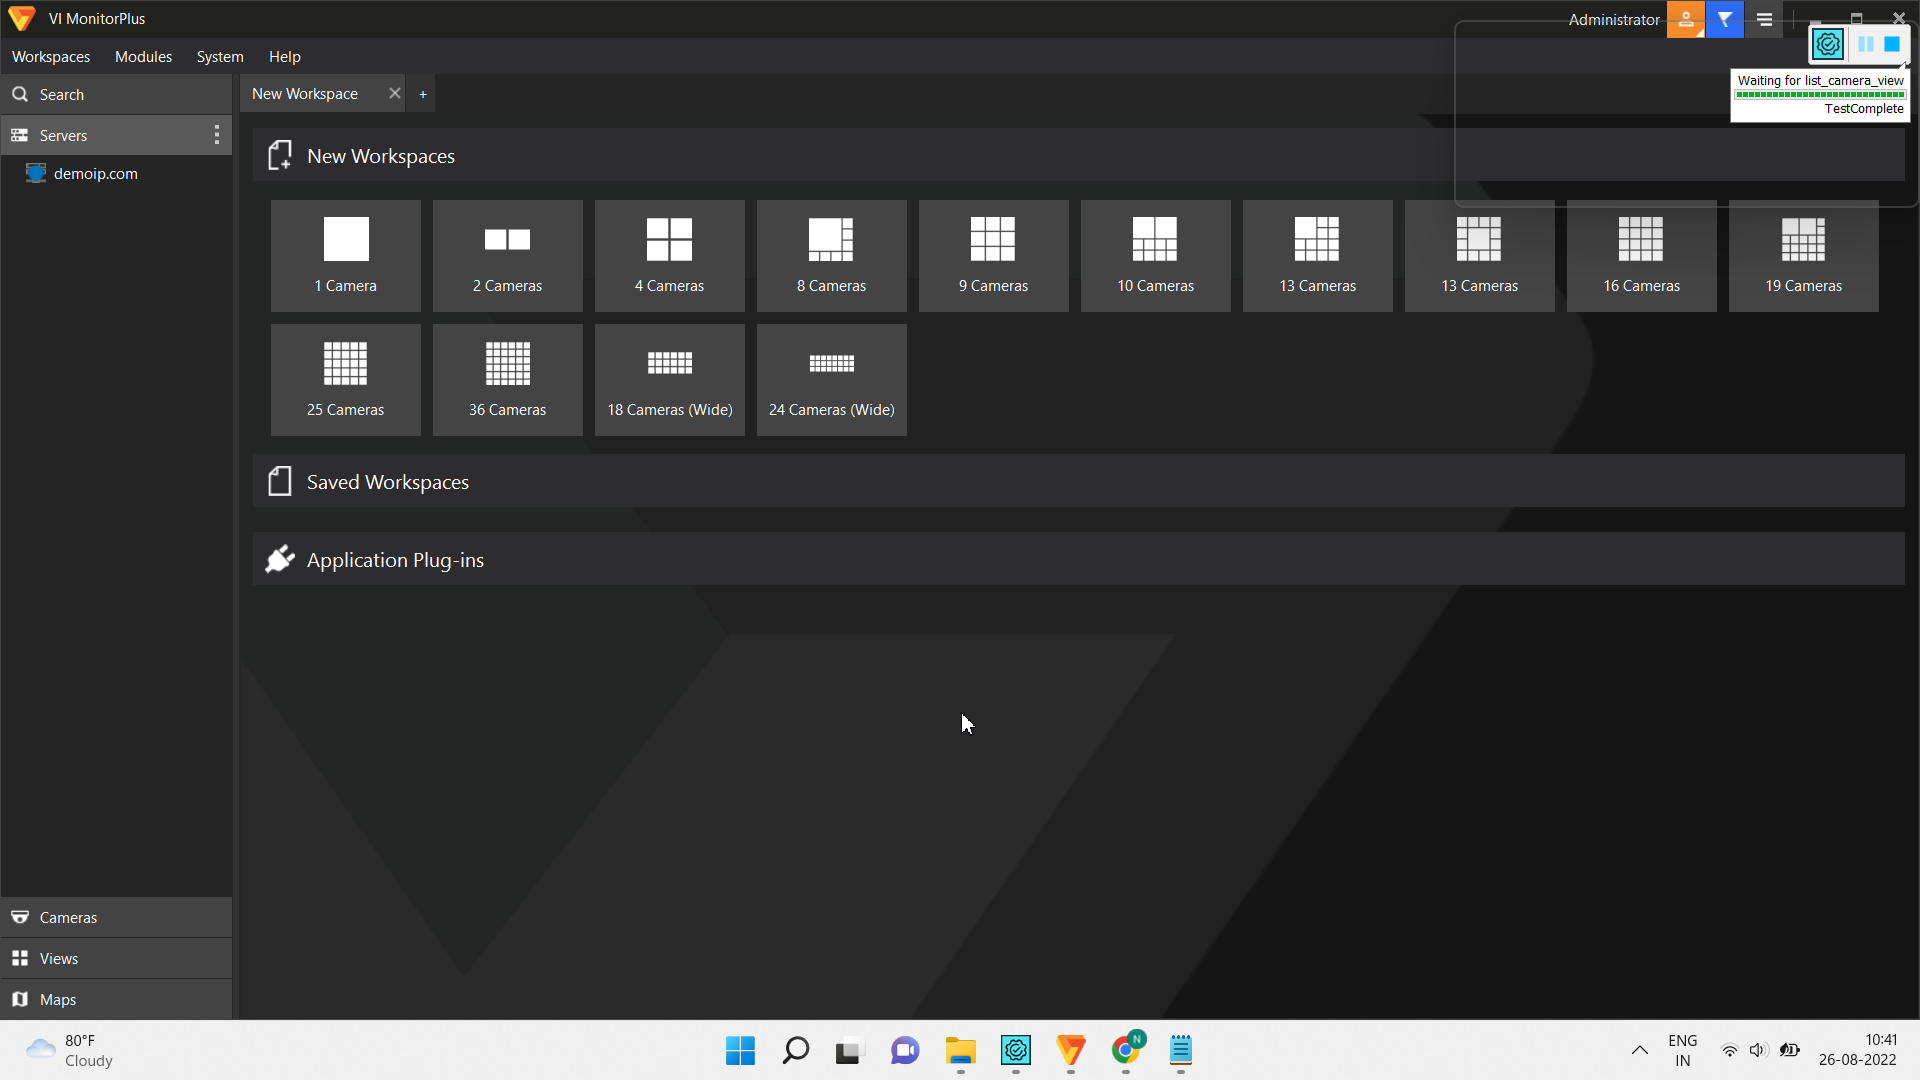 VI MonitorPlus
Administrator
Workspaces Modules System Help
Waiting for list_camera_view
TestComplete
Search
Servers
demoip.com
New Workspace
+
New Workspaces
1 Camera
2 Cameras
4 Cameras
8 Cameras
9 Cameras
10 Cameras
13 Cameras
13 Cameras
16 Cameras
19 Cameras
25 Cameras
36 Cameras
18 Cameras (Wide)
24 Cameras (Wide)
Saved Workspaces
Application Plug-ins
Cameras
Views
Maps
80°F
Cloudy
N
ENG
IN
10:41
26-08-2022